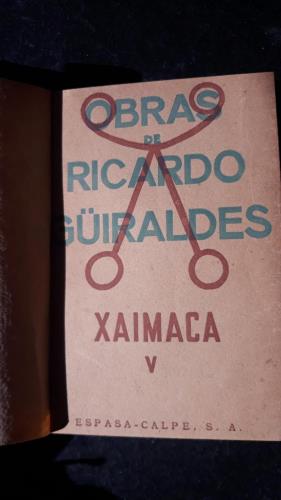 OBRAS
DE
RICARDO
GÜIRALDES
XAIMACA
V
ESPASA-CALPE, S. A.